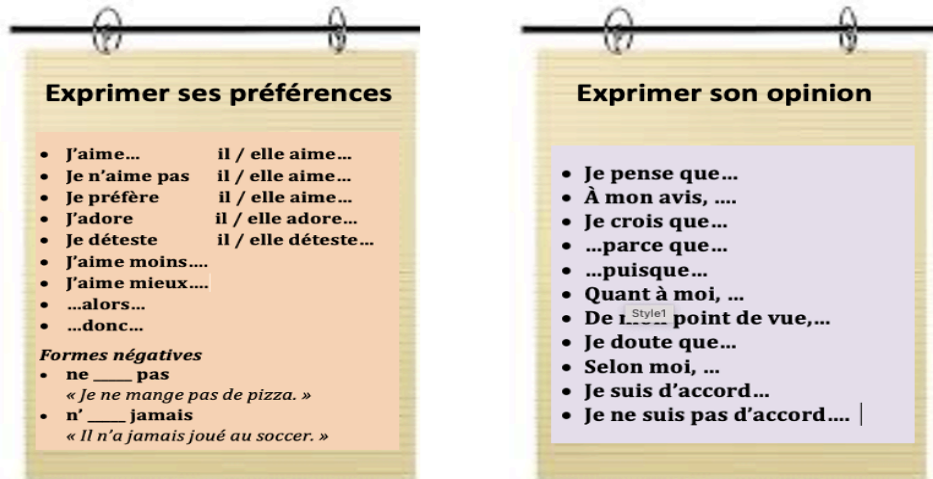 Exprimer ses préférences
• J'aime... il / elle aime...
• Je n'aime pas il / elle aime...
• Je préfère il / elle aime...
• J'adore il / elle adore...
• Je déteste il / elle déteste...
• J'aime moins....
• J'aime mieux....
• ...alors...
• ...donc...
Formes négatives
• ne _____ pas
« Je ne mange pas de pizza. »
• n' _____ jamais
« Il n'a jamais joué au soccer. »
Exprimer son opinion
• Je pense que...
• À mon avis, ....
• Je crois que...
• ...parce que...
• ...puisque...
• Quant à moi, ...
• De point de vue,...
Style1
• Je doute que...
• Selon moi, ...
• Je suis d'accord...
• Je ne suis pas d'accord....